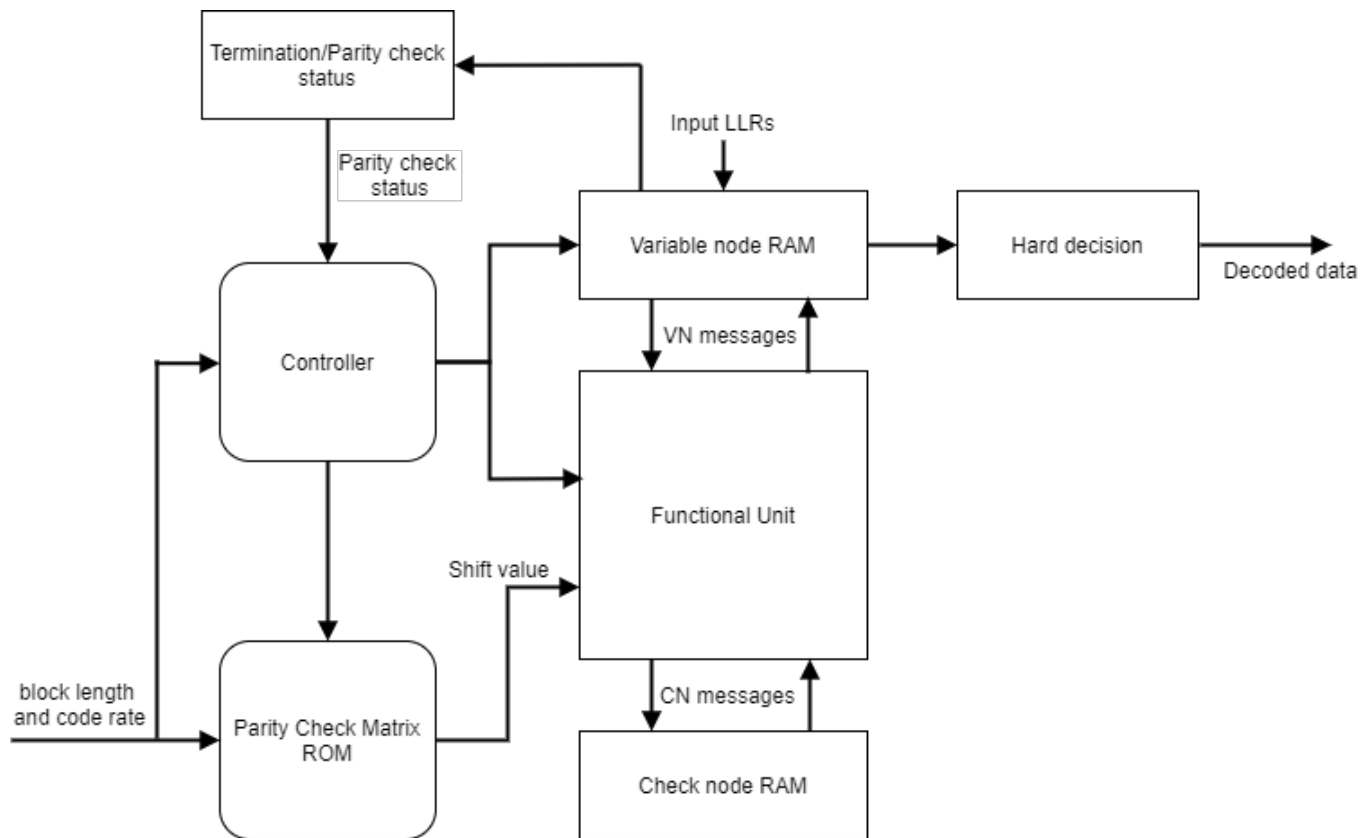 Termination/Parity check
status
Input LLRs
Parity check
status
Variable node RAM
Hard decision
Decoded data
VN messages
Controller
Functional Unit
Shift value
block length
and code rate
CN messages
Parity Check Matrix
ROM
Check node RAM